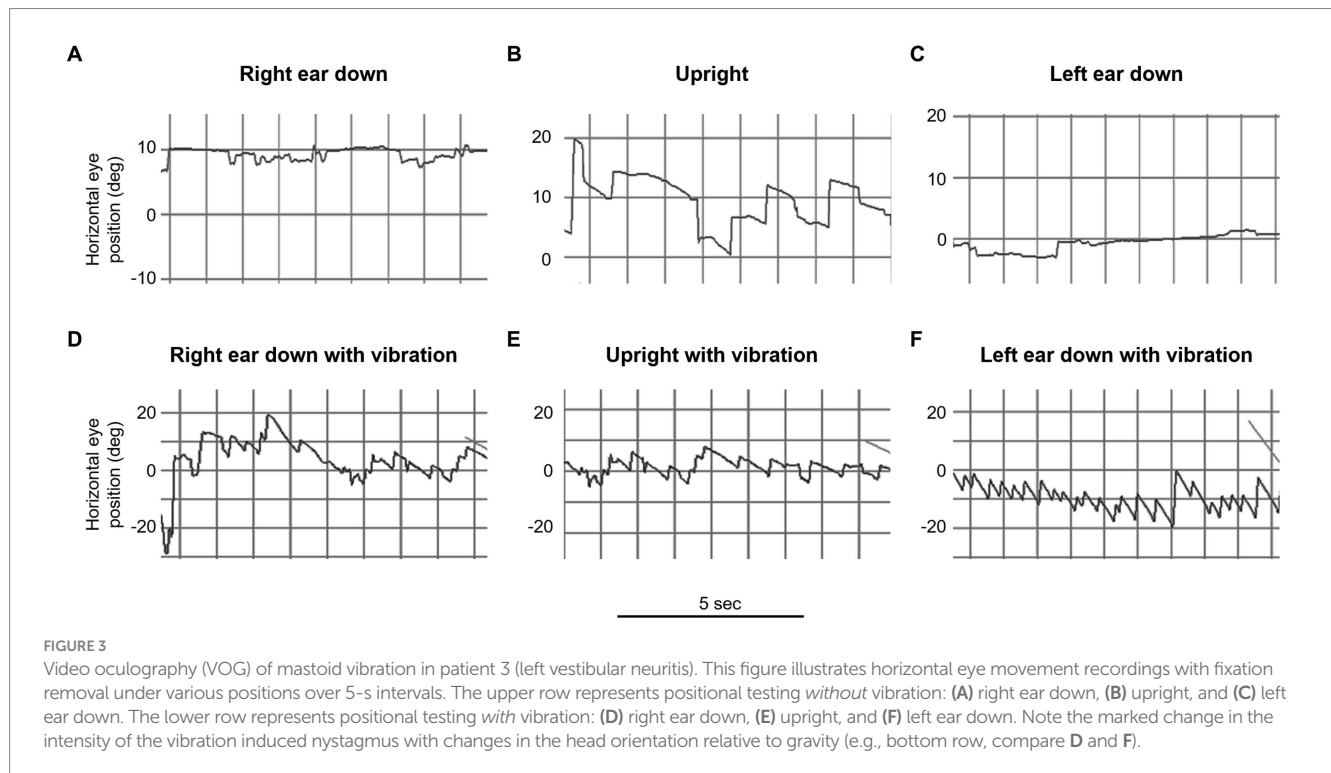 A
Right ear down
B
Upright
C
Left ear down
Horizontal eye
position (deg)
10
0
-10
20
10
0
20
10
0
D
Right ear down with vibration
E
Upright with vibration
F
Left ear down with vibration
Horizontal eye
position (deg)
20
0
-20
20
0
-20
20
0
-20
5 sec
FIGURE 3
Video oculography (VOG) of mastoid vibration in patient 3 (left vestibular neuritis). This figure illustrates horizontal eye movement recordings with fixation
removal under various positions over 5-s intervals. The upper row represents positional testing without vibration: (A) right ear down, (B) upright, and (C) left
ear down. The lower row represents positional testing with vibration: (D) right ear down, (E) upright, and (F) left ear down. Note the marked change in the
intensity of the vibration induced nystagmus with changes in the head orientation relative to gravity (e.g., bottom row, compare D and F).